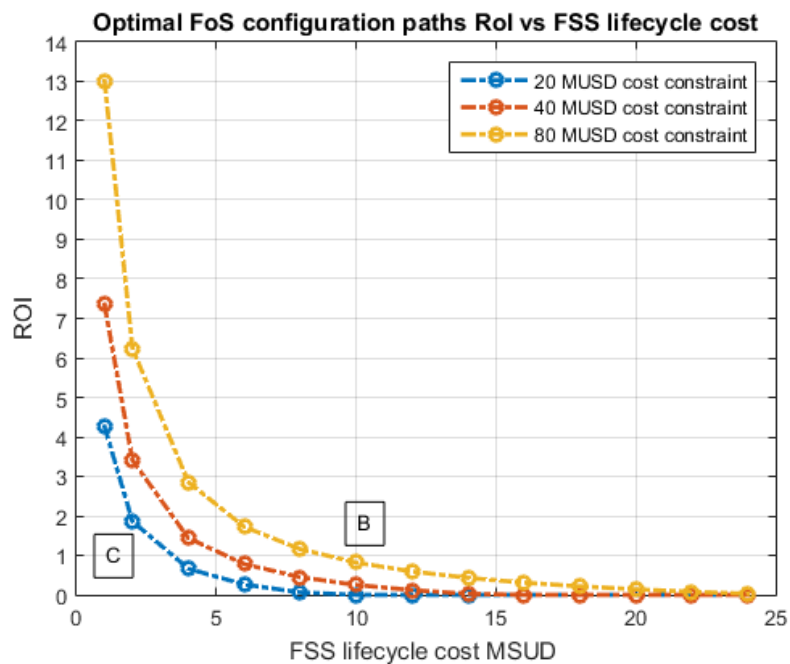 Optimal FoS configuration paths RoI vs FSS lifecycle cost
14
13
12
11
10
9
8
7
6
5
4
3
2
1
0
ROI
20 MUSD cost constraint
40 MUSD cost constraint
80 MUSD cost constraint
B
C
0 5 10 15 20 25
FSS lifecycle cost MSUD